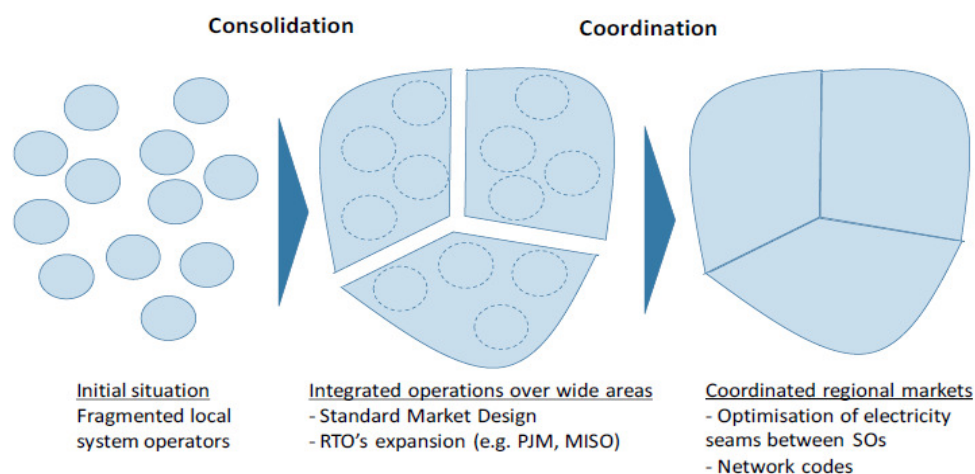 Consolidation
Coordination
Initial situation
Fragmented local
system operators
Integrated operations over wide areas
- Standard Market Design
- RTO's expansion (e.g. PJM, MISO)
Coordinated regional markets
- Optimisation of electricity
seams between SOs
- Network codes